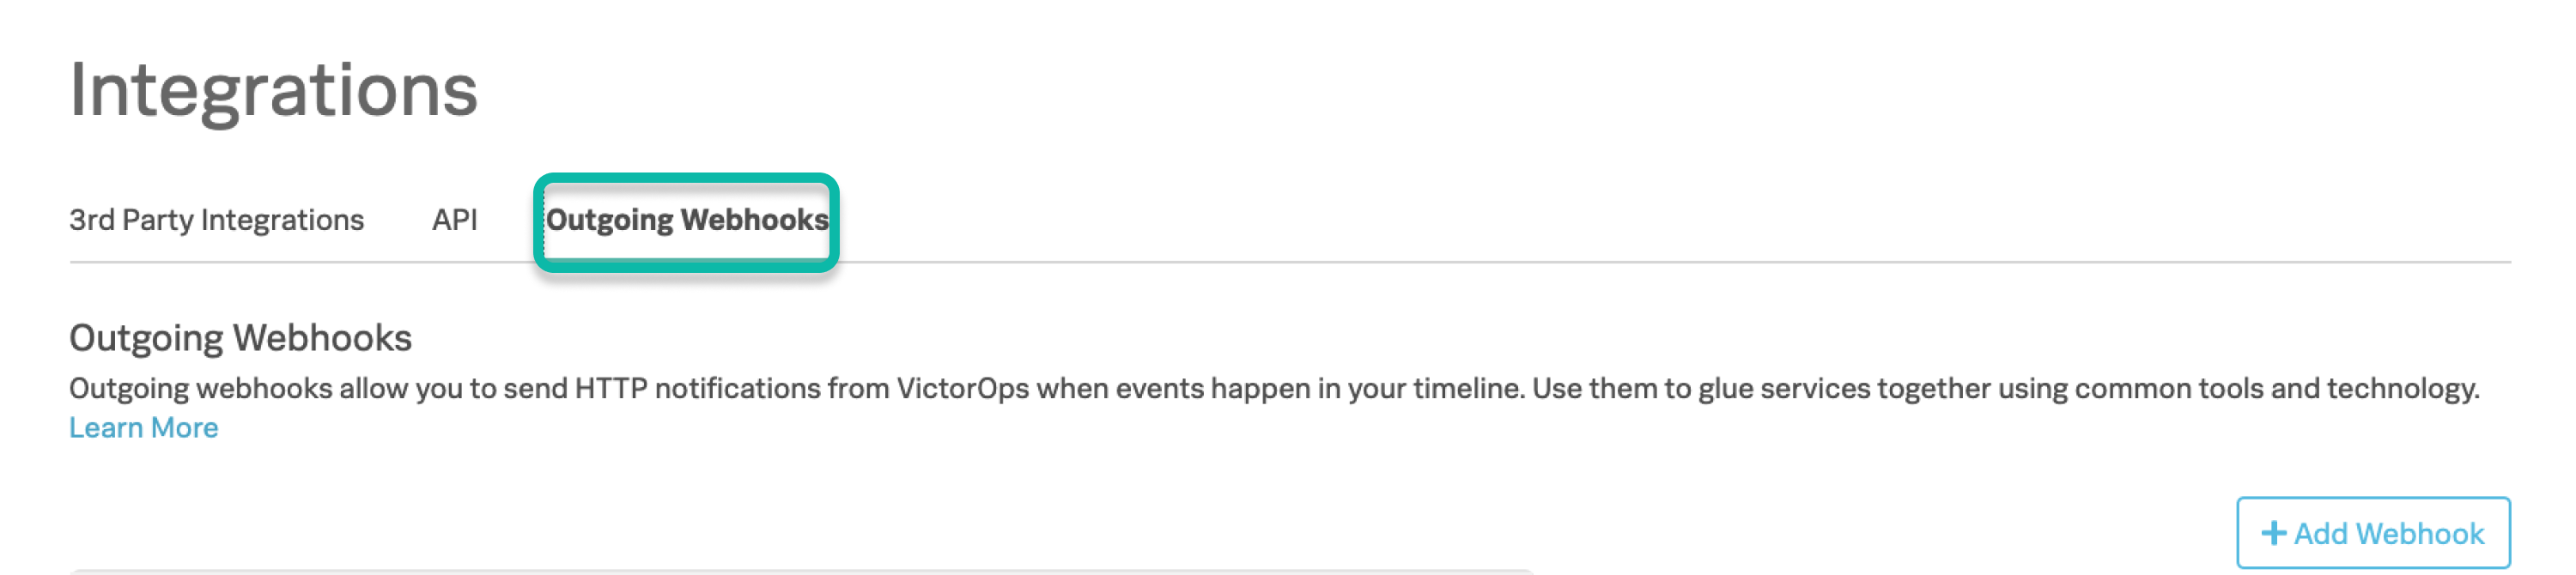 Integrations
3rd Party Integrations API Outgoing Webhooks
Outgoing Webhooks
Outgoing webhooks allow you to send HTTP notifications from VictorOps when events happen in your timeline. Use them to glue services together using common tools and technology.
Learn More
+ Add Webhook